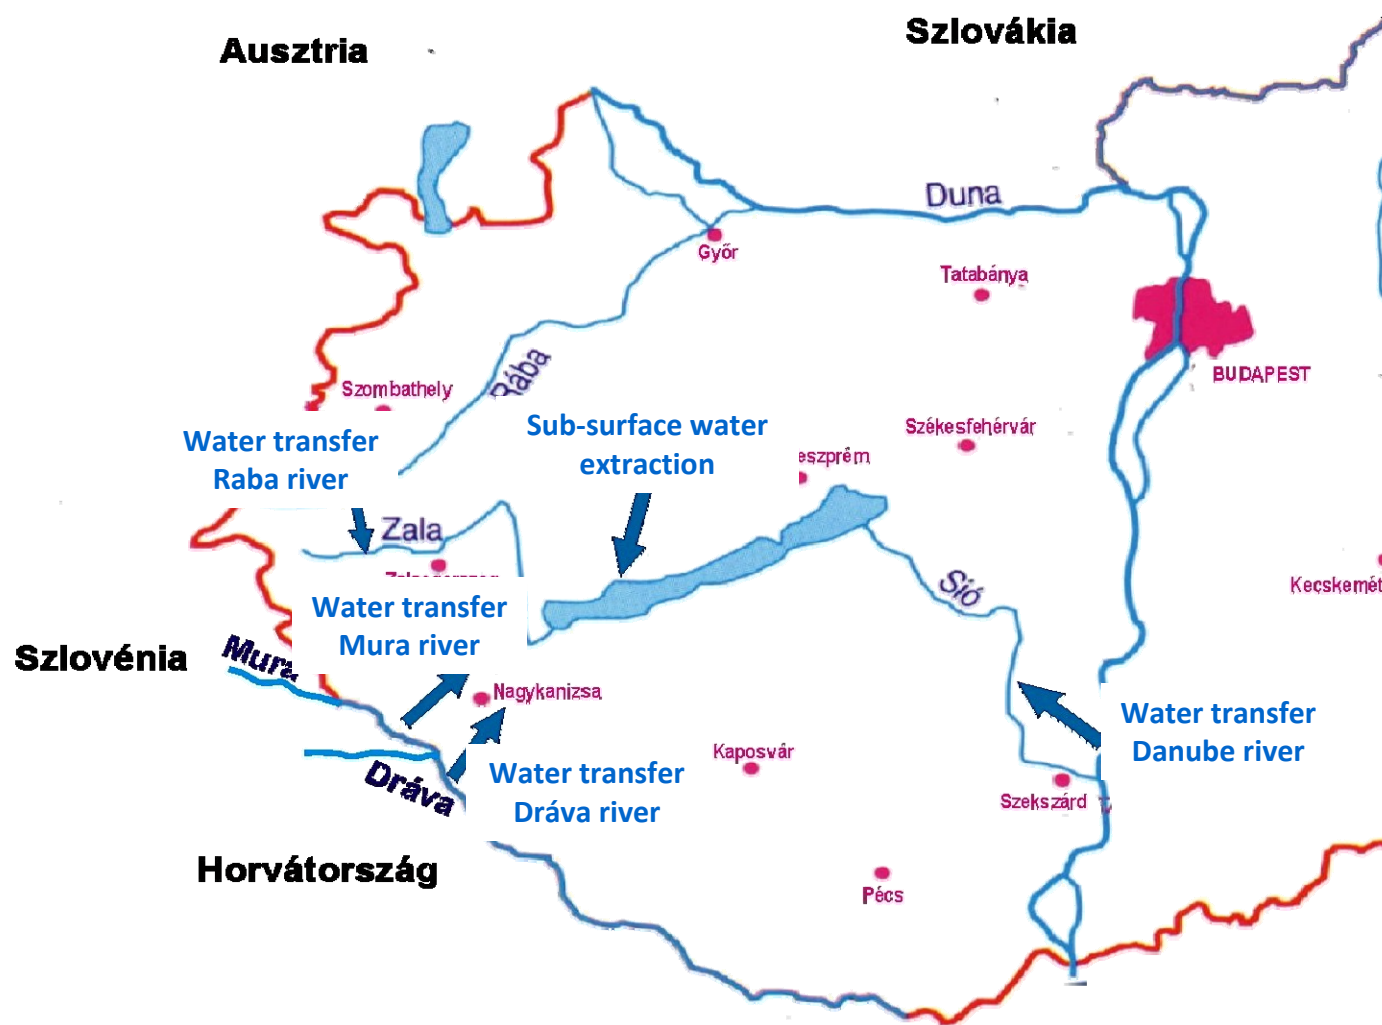 Szlovákia
Ausztria
Duna
Győr
Tatabánya
BUDAPEST
Rába
Szombathely
Székesfehérvár
Sub-surface water
extraction
Water transfer
Raba river
eszprém
Zala
Sió
Kecskemét
Water transfer
Mura river
Szlovénia
Mura
Nagykanizsa
Water transfer
Danube river
Kaposvár
Water transfer
Dráva river
Dráva
Szekszárd
Horvátország
Pécs